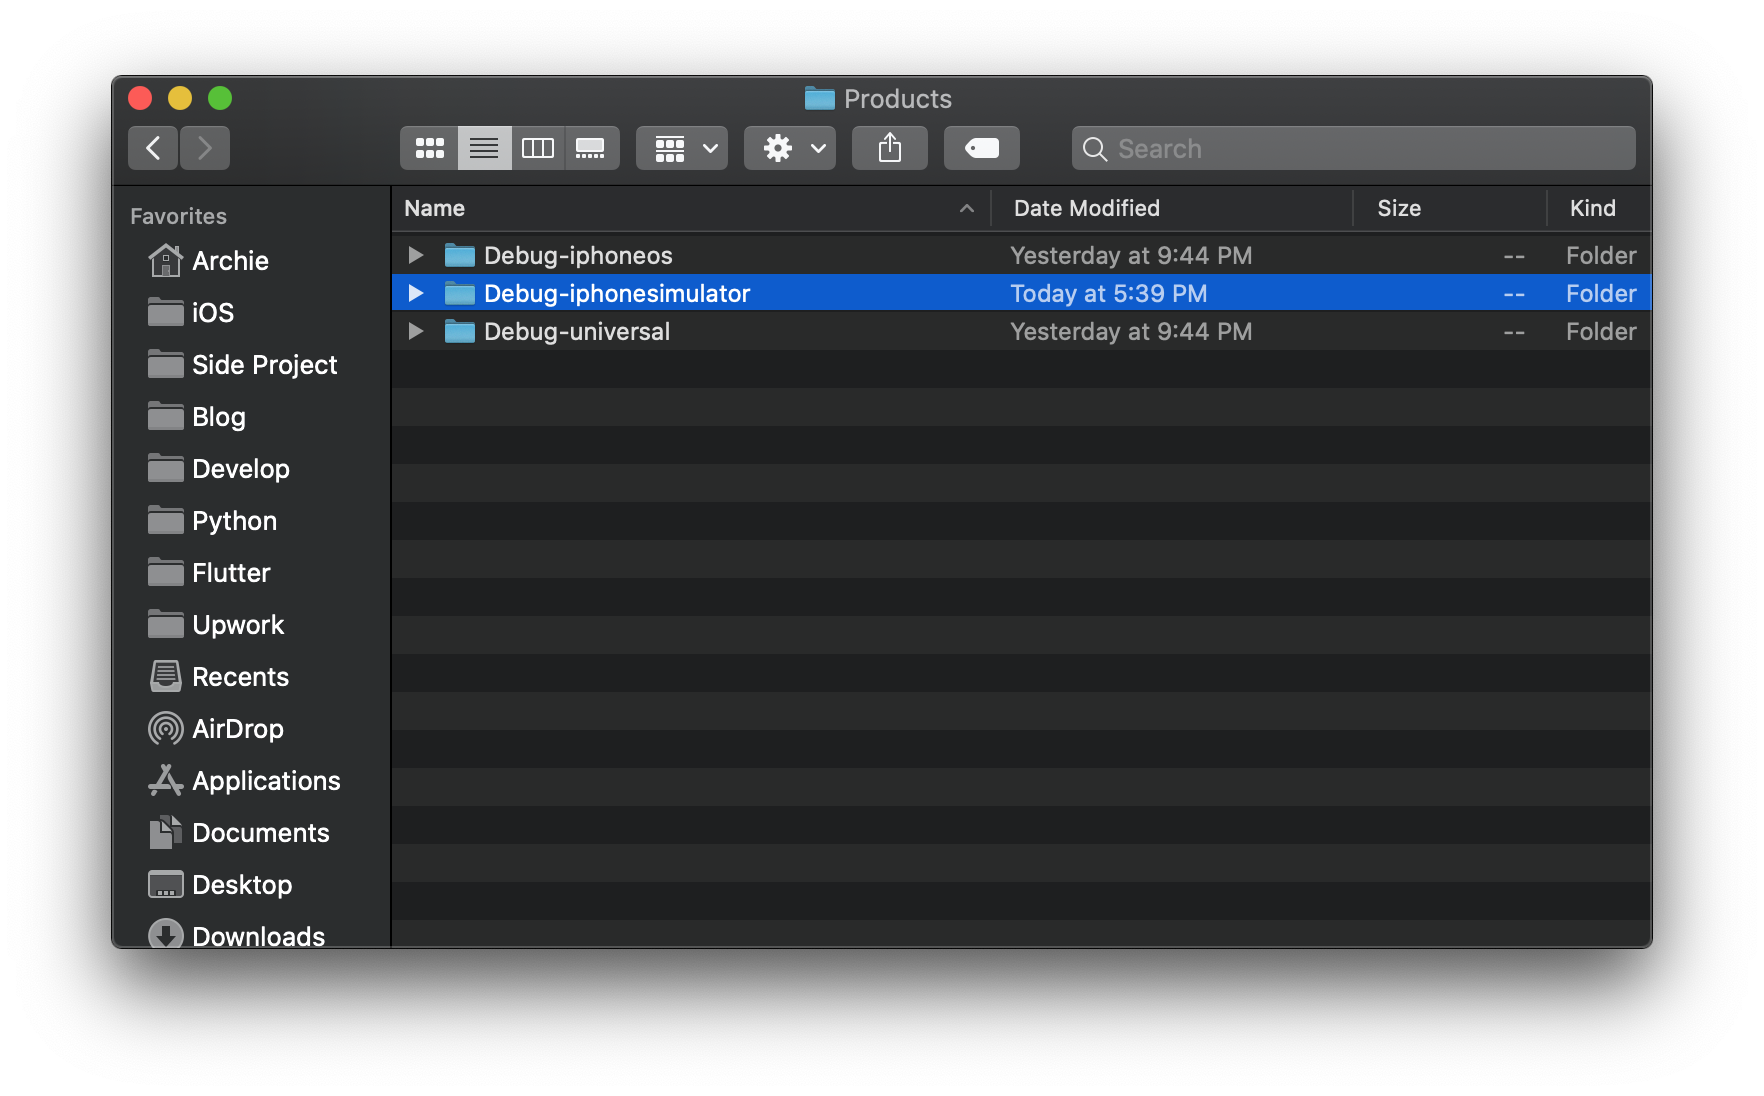 Products
Search
Favorites
Archie
iOS
Side Project
Blog
Develop
Python
Flutter
Upwork
Recents
AirDrop
Applications
Documents
Desktop
Downloads
Name Date Modified Size Kind
Debug-iphoneos Yesterday at 9:44 PM -- Folder
Debug-iphonesimulator Today at 5:39 PM -- Folder
Debug-universal Yesterday at 9:44 PM -- Folder